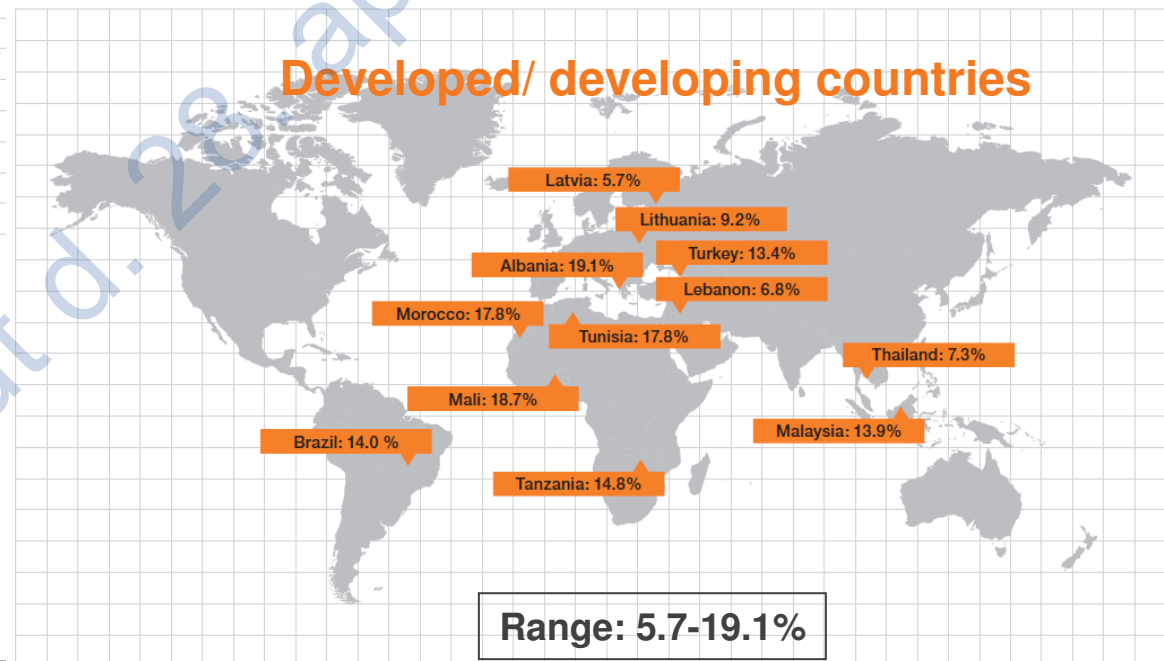 Developed/ developing countries
Latvia: 5.7%
Lithuania: 9.2%
Turkey: 13.4%
Albania: 19.1%
Lebanon: 6.8%
Morocco: 17.8%
Tunisia: 17.8%
Thailand: 7.3%
Mali: 18.7%
Malaysia: 13.9%
Brazil: 14.0 %
Tanzania: 14.8%
Range: 5.7-19.1%
d. 28.